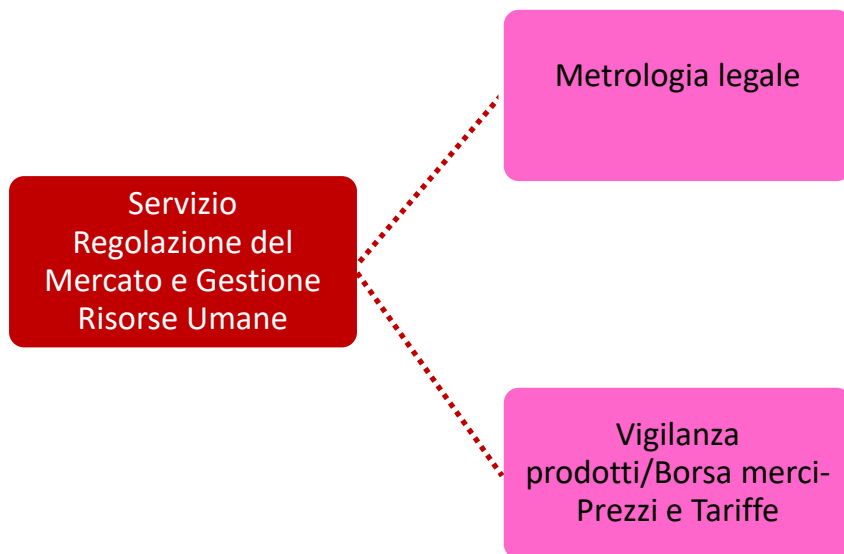 Metrologia legale
Servizio
Regolazione del
Mercato e Gestione
Risorse Umane
Vigilanza
prodotti/Borsa merci-
Prezzi e Tariffe